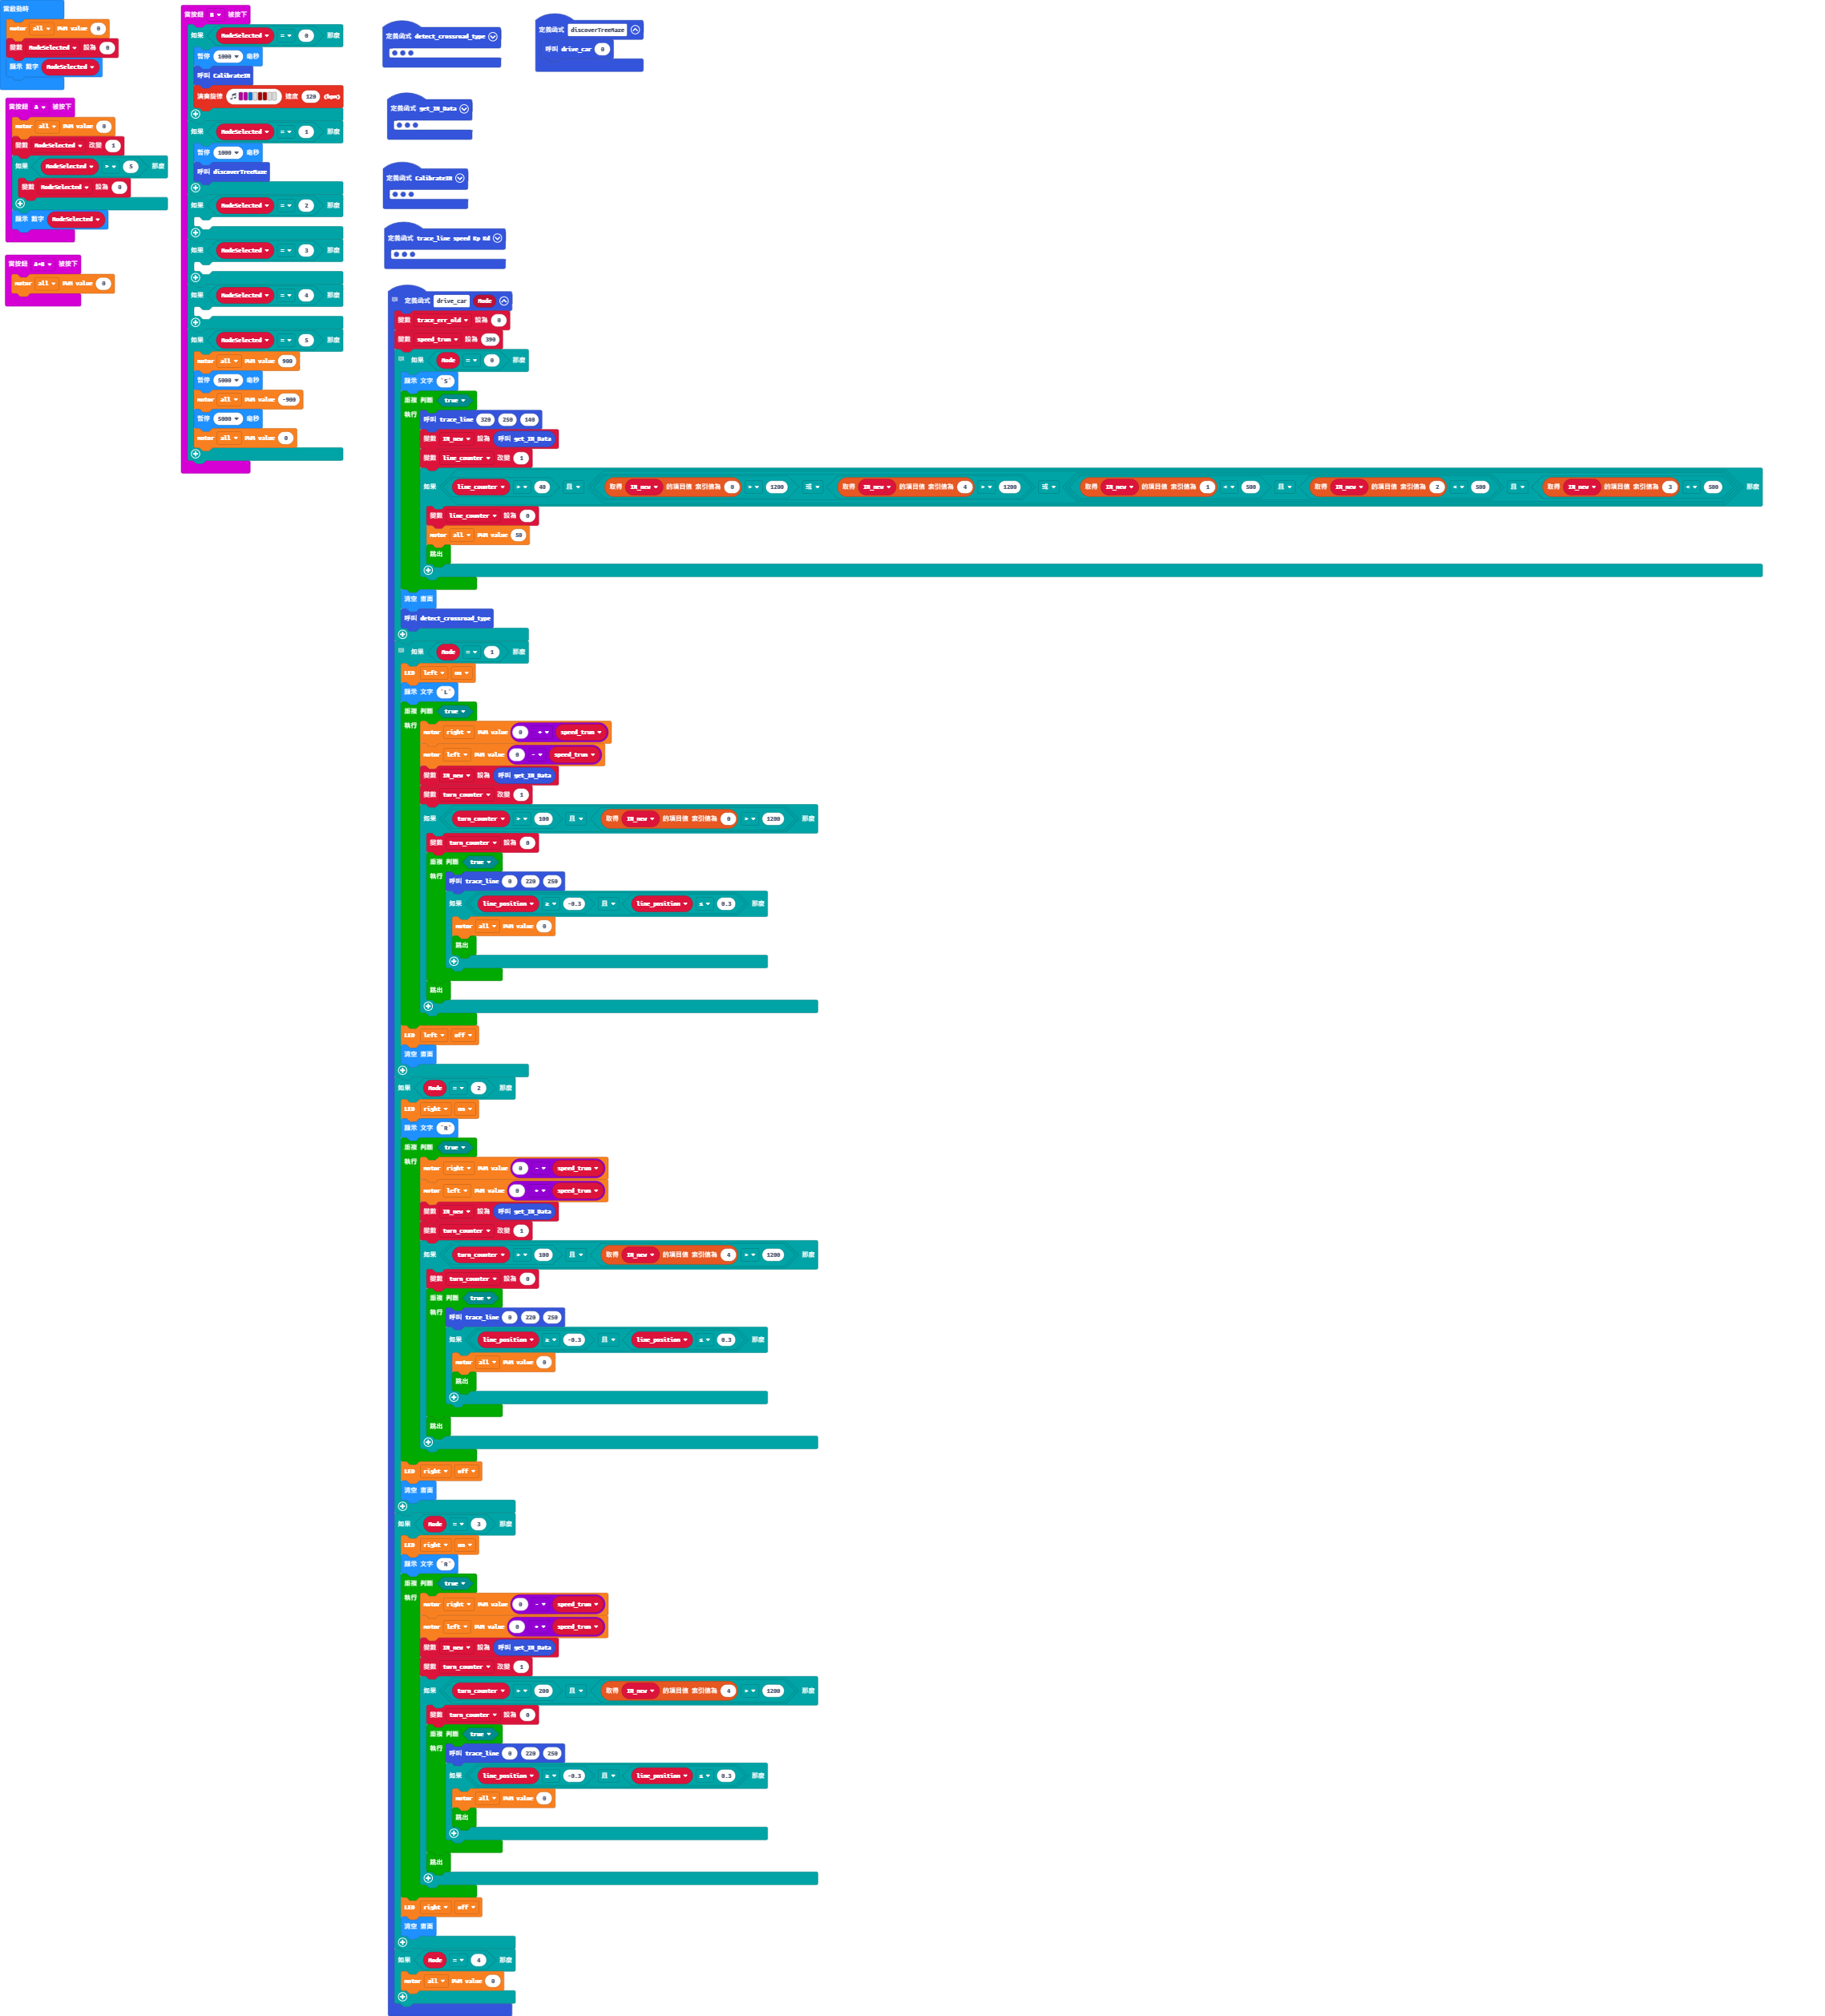 當啟動時
motor all PWM value 0
變數 ModeSelected 設為 0
顯示 數字 ModeSelected
當按鈕 A 被按下
motor all PWM value 0
變數 ModeSelected 改變 1
如果 ModeSelected > 5 那麼
變數 ModeSelected 設為 0
顯示 數字 ModeSelected
當按鈕 A+B 被按下
motor all PWM value 0
當按鈕 B 被按下
如果 ModeSelected = 0 那麼
暫停 1000 毫秒
呼叫 CalibrateIR
演奏旋律 速度 120 (bpm)
如果 ModeSelected = 1 那麼
暫停 1000 毫秒
呼叫 discoverTreeMaze
如果 ModeSelected = 2 那麼
如果 ModeSelected = 3 那麼
如果 ModeSelected = 4 那麼
如果 ModeSelected = 5 那麼
motor all PWM value 900
暫停 5000 毫秒
motor all PWM value -900
暫停 5000 毫秒
motor all PWM value 0
定義函式 detect_crossroad_type
定義函式 discoverTreeMaze
呼叫 drive_car 0
定義函式 get_IR_Data
定義函式 CalibrateIR
定義函式 trace_line speed Kp Kd
定義函式 drive_car Mode
變數 trace_err_old 設為 0
變數 speed_trun 設為 390
如果 Mode = 0 那麼
顯示 文字 "S"
重複 判斷 true
執行
呼叫 trace_line 320 250 140
變數 IR_new 設為 呼叫 get_IR_Data
變數 line_counter 改變 1
如果 line_counter > 40 且 取得 IR_new 的項目值 索引值為 0 > 1200 或 取得 IR_new 的項目值 索引值為 4 > 1200 或 取得 IR_new 的項目值 索引值為 1 < 500 且 取得 IR_new 的項目值 索引值為 2 < 500 且 取得 IR_new 的項目值 索引值為 3 < 500 那麼
變數 line_counter 設為 0
motor all PWM value 50
跳出
清空 畫面
呼叫 detect_crossroad_type
如果 Mode = 1 那麼
LED left on
顯示 文字 "L"
重複 判斷 true
執行
motor right PWM value 0 + speed_trun
motor left PWM value 0 - speed_trun
變數 IR_new 設為 呼叫 get_IR_Data
變數 turn_counter 改變 1
如果 turn_counter > 100 且 取得 IR_new 的項目值 索引值為 0 > 1200 那麼
變數 turn_counter 設為 0
重複 判斷 true
執行
呼叫 trace_line 0 220 250
如果 line_position ≥ -0.3 且 line_position ≤ 0.3 那麼
motor all PWM value 0
跳出
跳出
LED left off
清空 畫面
如果 Mode = 2 那麼
LED right on
顯示 文字 "R"
重複 判斷 true
執行
motor right PWM value 0 - speed_trun
motor left PWM value 0 + speed_trun
變數 IR_new 設為 呼叫 get_IR_Data
變數 turn_counter 改變 1
如果 turn_counter > 100 且 取得 IR_new 的項目值 索引值為 4 > 1200 那麼
變數 turn_counter 設為 0
重複 判斷 true
執行
呼叫 trace_line 0 220 250
如果 line_position ≥ -0.3 且 line_position ≤ 0.3 那麼
motor all PWM value 0
跳出
跳出
LED right off
清空 畫面
如果 Mode = 3 那麼
LED right on
顯示 文字
重複 判斷 true
執行
motor right PWM value 0 - speed_trun
motor left PWM value 0 + speed_trun
變數 IR_new 設為 呼叫 get_IR_Data
變數 turn_counter 改變 1
如果 turn_counter > 200 且 取得 IR_new 的項目值 索引值為 4 > 1200 那麼
變數 turn_counter 設為 0
重複 判斷 true
執行
呼叫 trace_line 0 220 250
如果 line_position ≥ -0.3 且 line_position ≤ 0.3 那麼
motor all PWM value 0
跳出
跳出
LED right off
清空 畫面
如果 Mode = 4 那麼
motor all PWM value 0